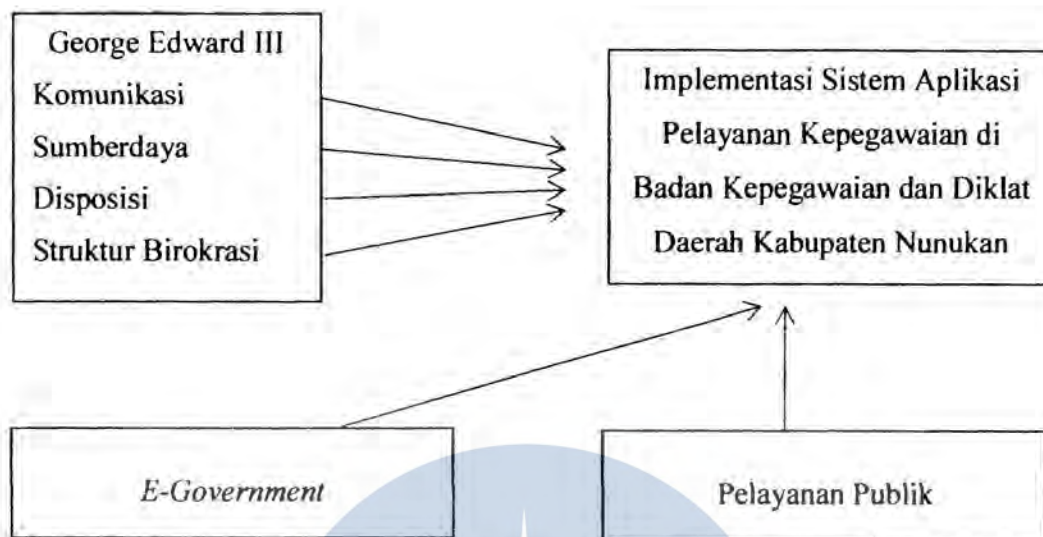 George Edward III
Komunikasi
Sumberdaya
Disposisi
Struktur Birokrasi
Implementasi Sistem Aplikasi
Pelayanan Kepegawaian di
Badan Kepegawaian dan Diklat
Daerah Kabupaten Nunukan
E-Government
Pelayanan Publik